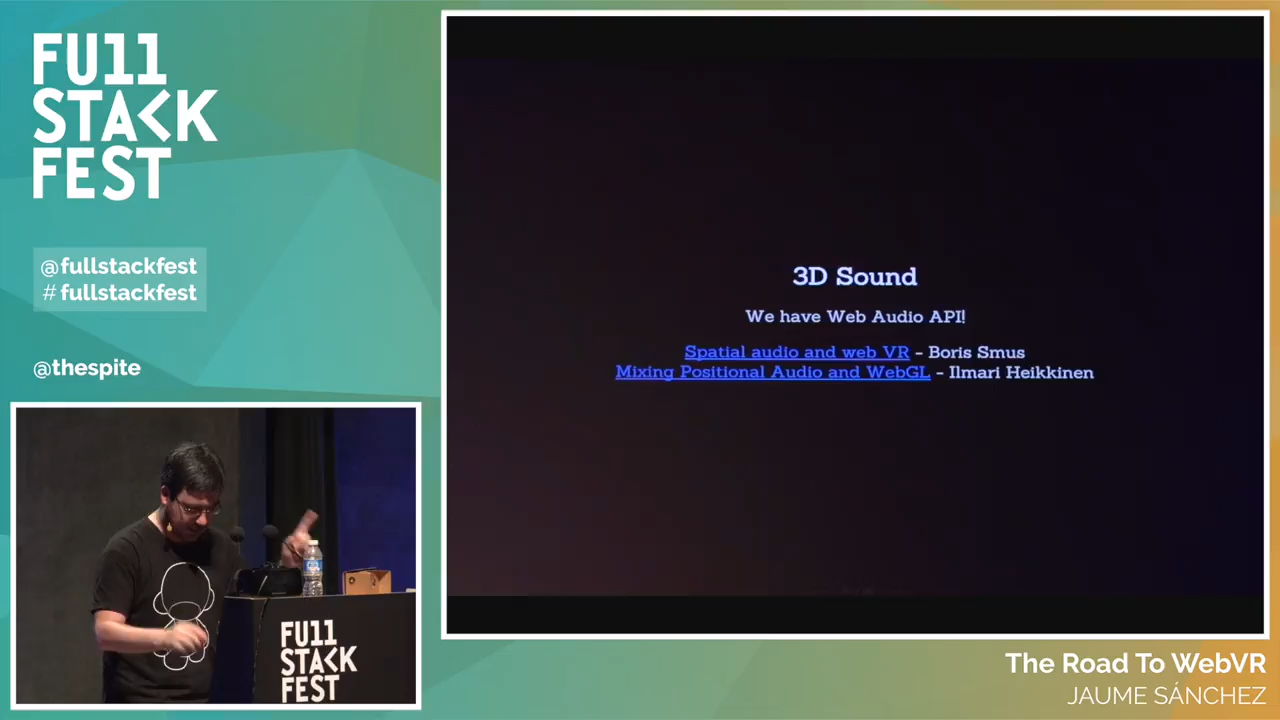 FU11
STACK
FEST
@fullstackfest
# fullstackfest
@thespite
3D Sound
We have Web Audio API!
Spatial audio and web VR - Boris Smus
Mixing Positional Audio and WebGL - Ilmari Heikkinen
FU11
STACK
FEST
The Road To WebVR
JAUME SÁNCHEZ